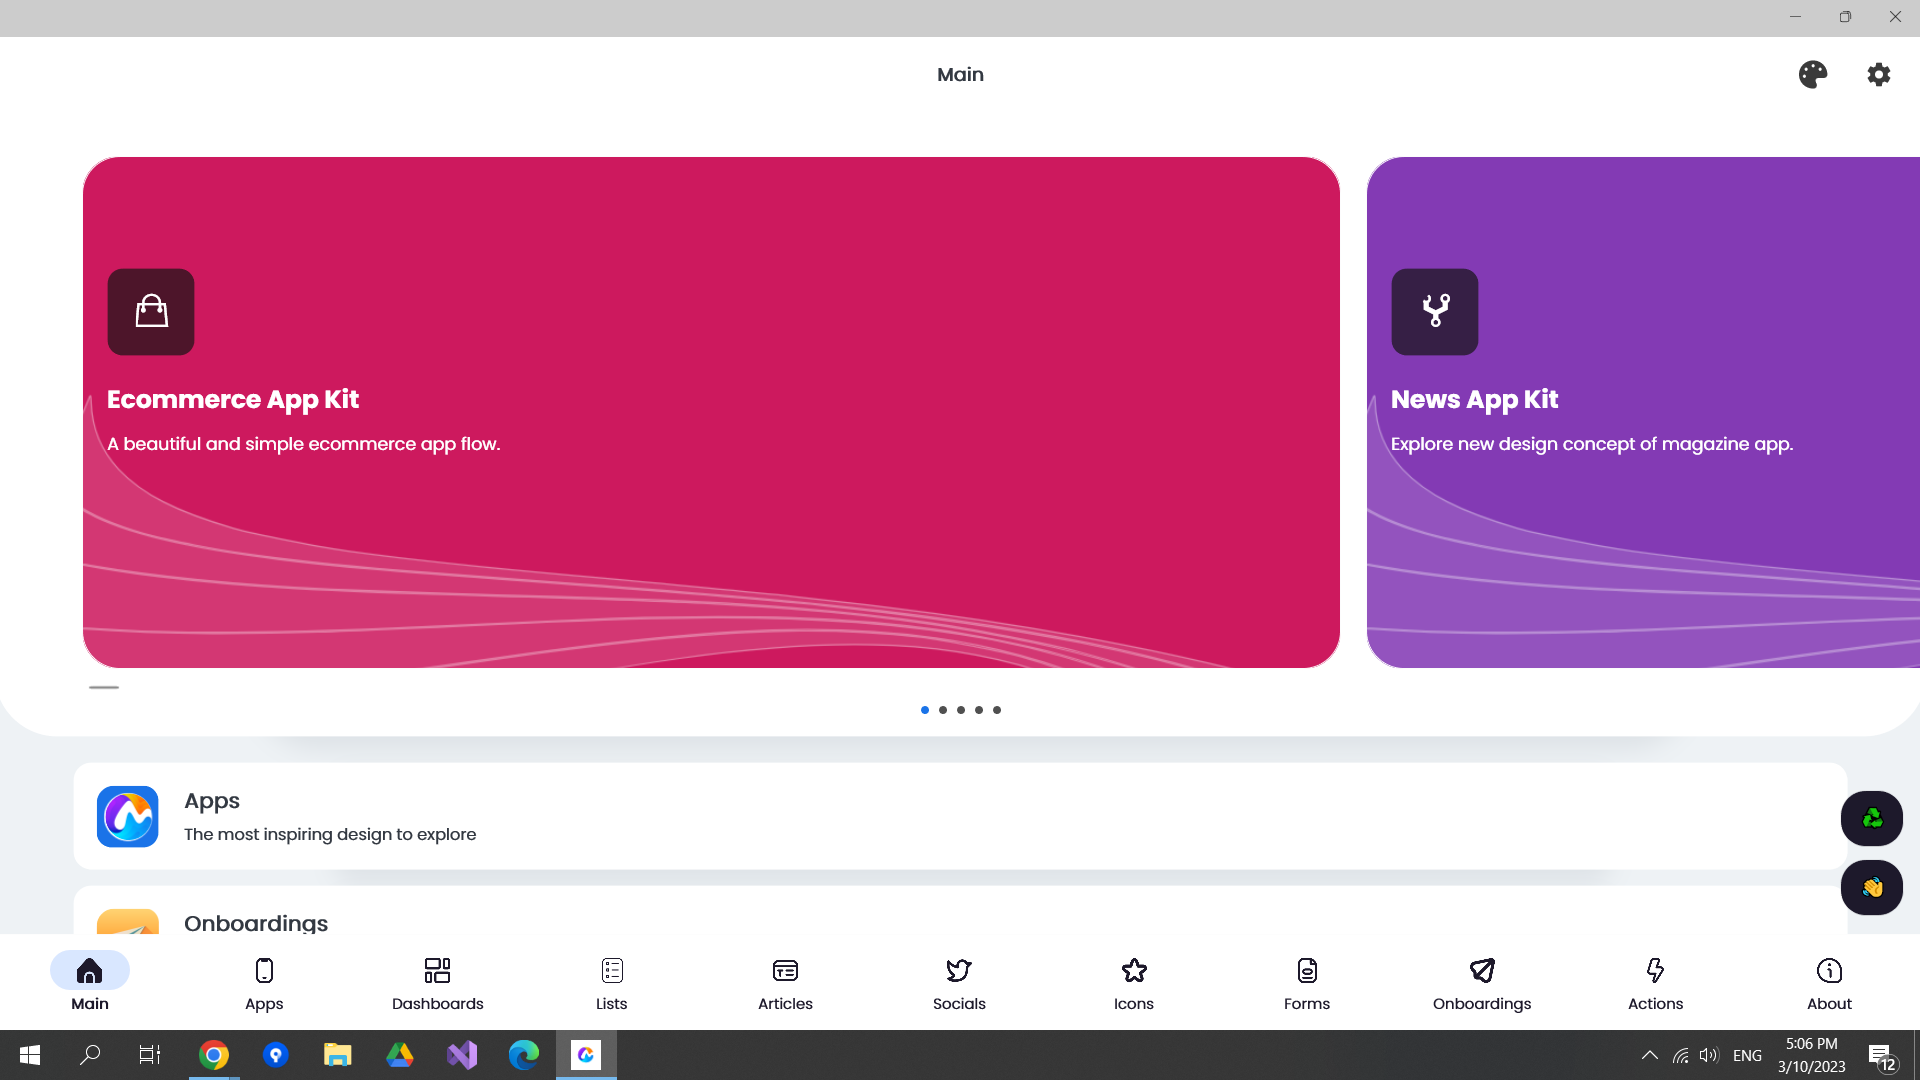 Main
Ecommerce App Kit
A beautiful and simple ecommerce app flow.
News App Kit
Explore new design concept of magazine app.
Apps
The most inspiring design to explore
Onboardings
Main
Apps
Dashboards
Lists
Articles
Socials
Icons
Forms
Onboardings
Actions
About
ENG
5:06 PM
3/10/2023
12